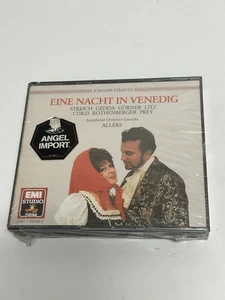 JOHANN STRAUSS
EINE NACHT IN VENEDIG
STREICH · GEDDA · GÖRNER · LITZ
CURZI · ROTHENBERGER · PREY
Symphonie-Orchester Graunke
ALLERS
ANGEL
IMPORT
EMI
STUDIO